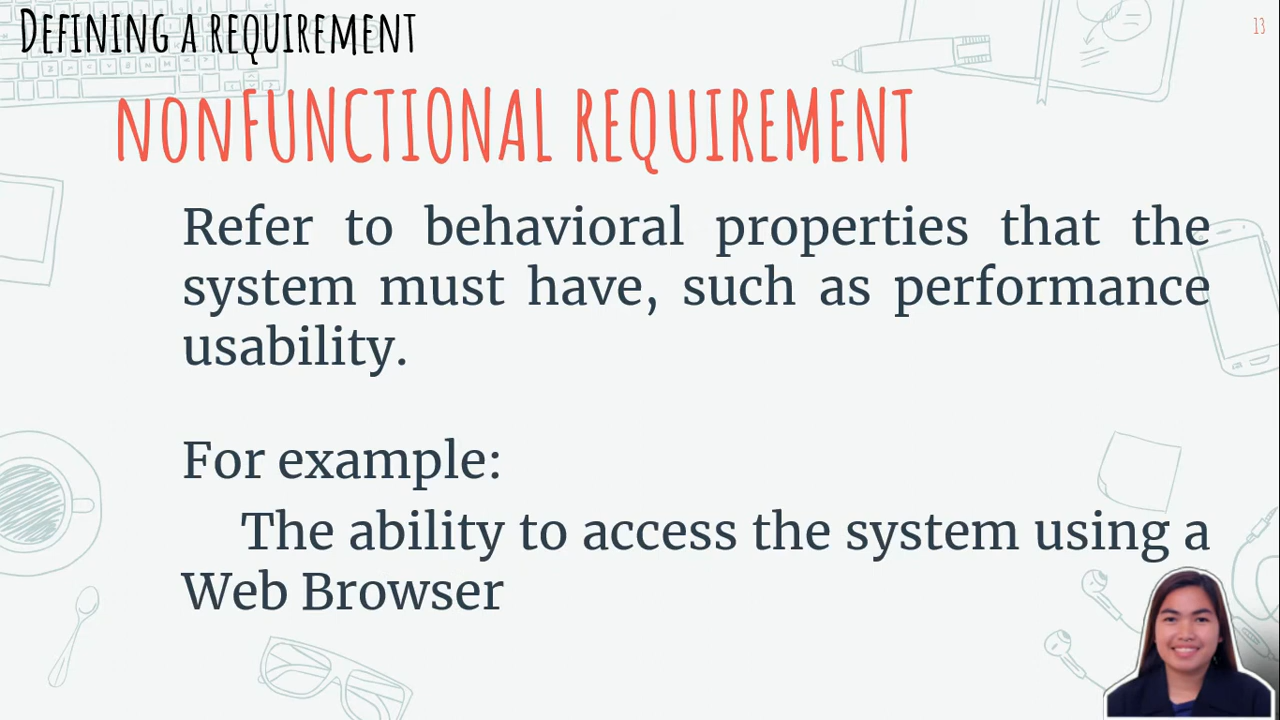 Defining a requirement
13
nonFUNCTIONAL REQUIREMENT
Refer to behavioral properties that the
system must have, such as performance
usability.
For example:
The ability to access the system using a
Web Browser